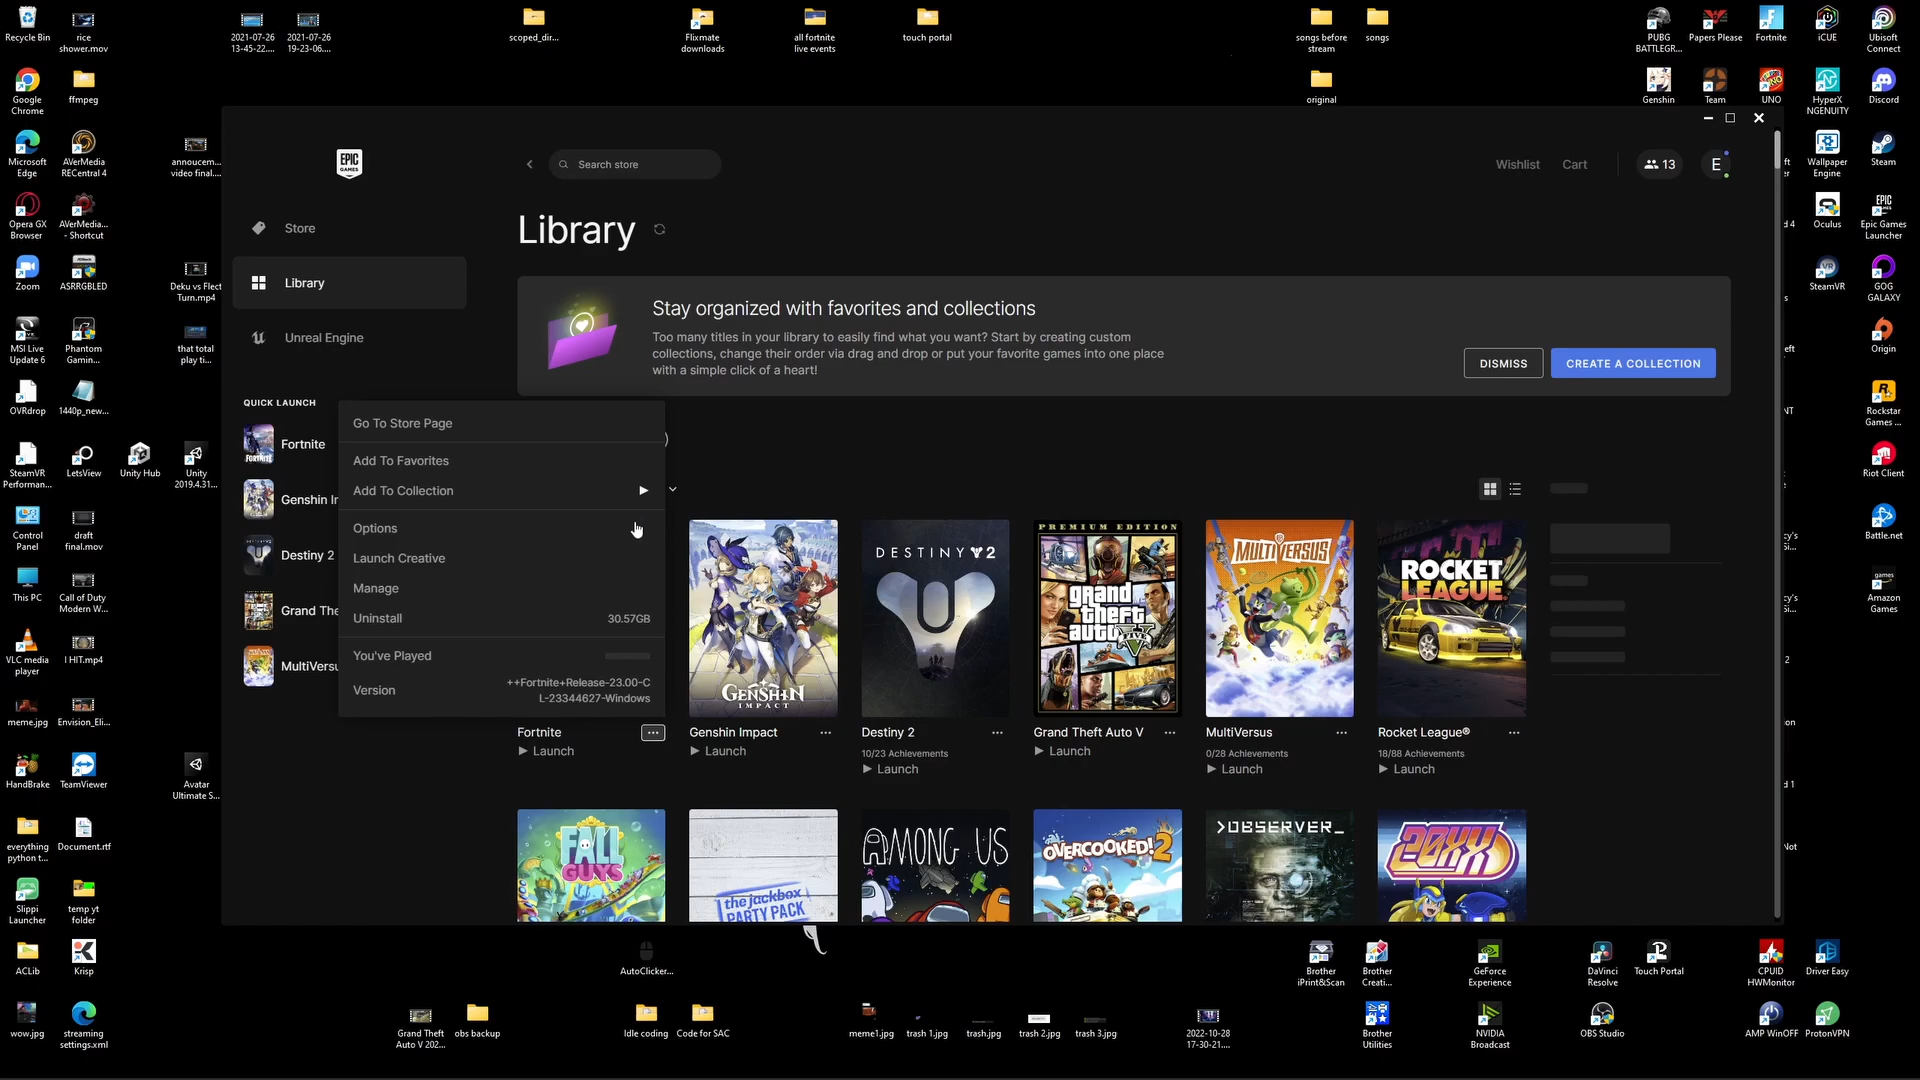 Recycle Bin
rice
shower.mov
2021-07-26
13-45-22....
2021-07-26
19-23-06....
scoped_dir...
Flixmate
downloads
all fortnite
live events
touch portal
songs before
stream
songs
PUBG
BATTLEGR...
Papers Please
Fortnite
iCUE
Ubisoft
Connect
Google
Chrome
ffmpeg
original
Genshin
Team
UNO
HyperX
NGENUITY
Discord
Microsoft
Edge
AVerMedia
RECentral 4
annoucem...
video final....
Wallpaper
Engine
Steam
Opera GX
Browser
AVerMedia...
- Shortcut
Oculus
Epic Games
Launcher
Zoom
ASRRGBLED
Deku vs Flect
Turn.mp4
SteamVR
GOG
GALAXY
MSI Live
Update 6
Phantom
Gamin...
that total
play ti...
Origin
OVRdrop
1440p_new...
Rockstar
Games ...
SteamVR
Performan...
LetsView
Unity Hub
Unity
2019.4.31...
Riot Client
Control
Panel
draft
final.mov
Battle.net
This PC
Call of Duty
Modern W...
Amazon
Games
VLC media
player
I HIT.mp4
meme.jpg
Envision_Eli...
HandBrake
TeamViewer
Avatar
Ultimate S...
everything
python t...
Document.rtf
Slippi
Launcher
temp yt
folder
ACLib
Krisp
wow.jpg
streaming
settings.xml
EPIC
GAMES
Search store
Wishlist
Cart
13
E
Store
Library
Unreal Engine
Library
Stay organized with favorites and collections
Too many titles in your library to easily find what you want? Start by creating custom
collections, change their order via drag and drop or put your favorite games into one place
with a simple click of a heart!
DISMISS
CREATE A COLLECTION
QUICK LAUNCH
Fortnite
Genshin Ir
Destiny 2
Grand The
MultiVersu
Go To Store Page
Add To Favorites
Add To Collection
Options
Launch Creative
Manage
Uninstall 30.57GB
You've Played
Version
++Fortnite+Release-23.00-C
L-23344627-Windows
GENSHIN
IMPACT
DESTINY 2
PREMIUM EDITION
grand
theft
auto V
FIVE
MULTIVERSUS
ROCKET
LEAGUE
Fortnite
Launch
Genshin Impact
Launch
Destiny 2
10/23 Achievements
Launch
Grand Theft Auto V
Launch
MultiVersus
0/28 Achievements
Launch
Rocket League®
18/88 Achievements
Launch
FALL
GUYS
the jackbox
PARTY PACK
AMONG US
OVERCOOKED! 2
>OBSERVER_
20XX
AutoClicker...
Brother
iPrint&Scan
Brother
Creati...
GeForce
Experience
DaVinci
Resolve
Touch Portal
CPUID
HWMonitor
Driver Easy
Grand Theft
Auto V 202...
obs backup
Idle coding
Code for SAC
meme1.jpg
trash 1.jpg
trash.jpg
trash 2.jpg
trash 3.jpg
2022-10-28
17-30-21....
Brother
Utilities
NVIDIA
Broadcast
OBS Studio
AMP WinOFF
ProtonVPN